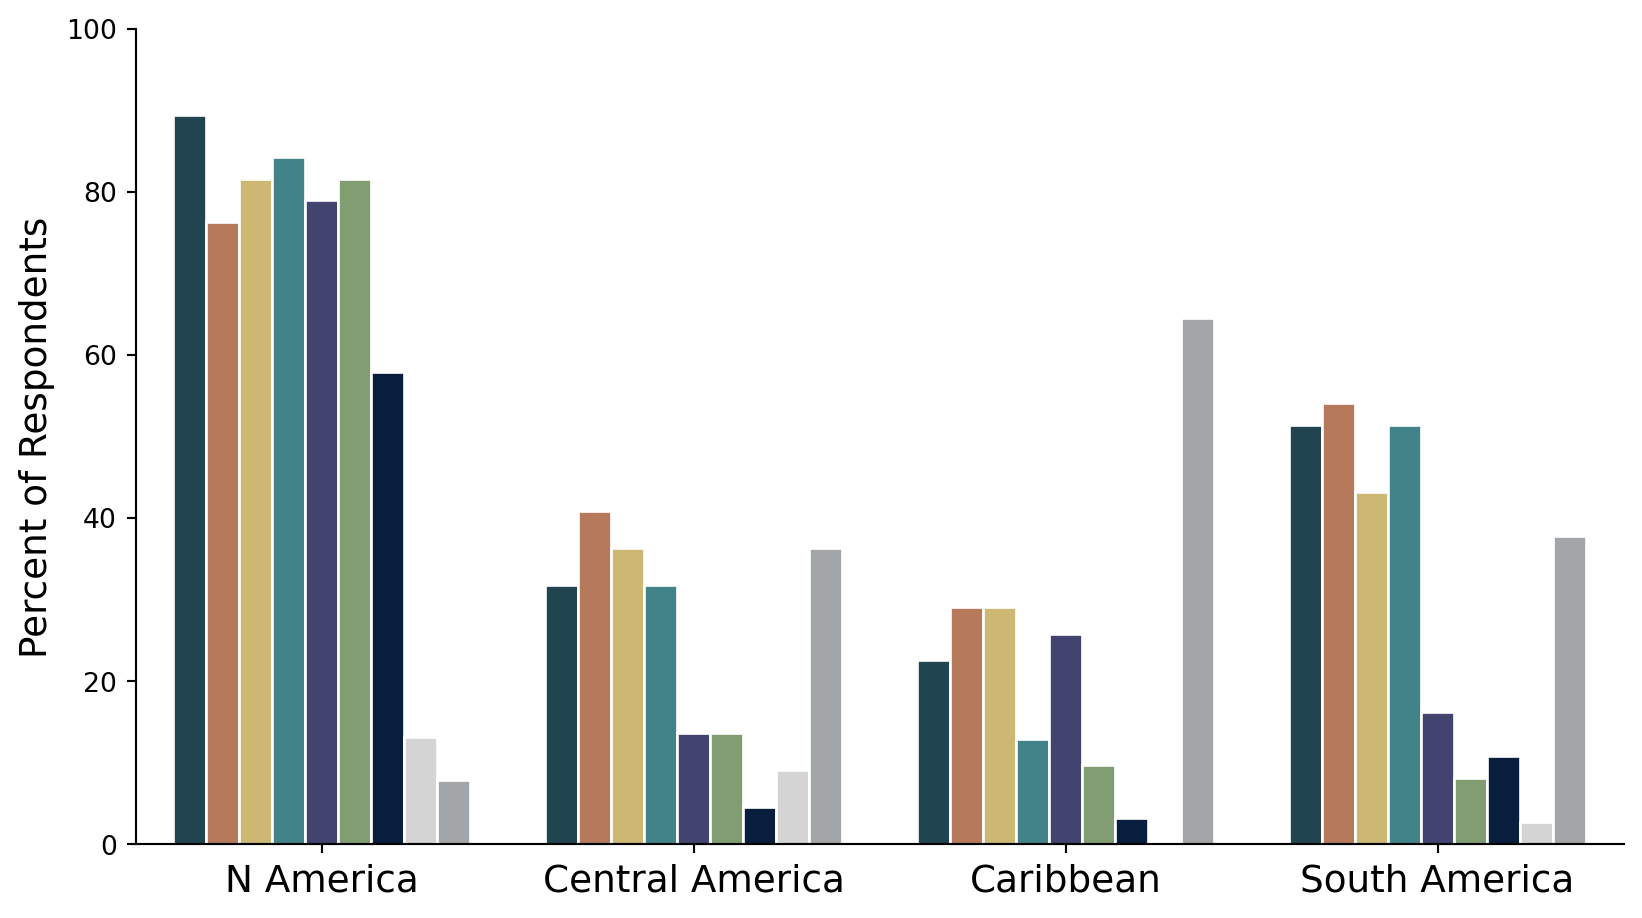 100
80
60
40
20
0
Percent of Respondents
N America
Central America
Caribbean
South America